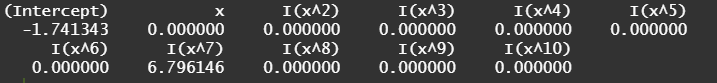 (Intercept) x I(x^2) I(x^3) I(x^4) I(x^5)
-1.741343 0.000000 0.000000 0.000000 0.000000 0.000000
I(x^6) I(x^7) I(x^8) I(x^9) I(x^10)
0.000000 6.796146 0.000000 0.000000 0.000000